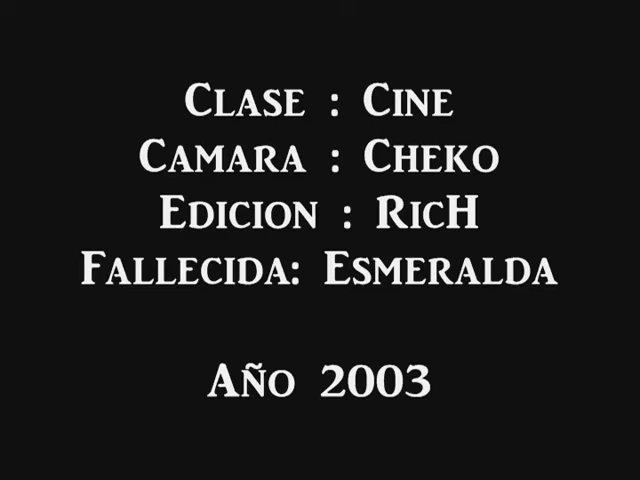 Clase : Cine
Camara : Cheko
Edicion : RicH
Fallecida: Esmeralda
Año 2003